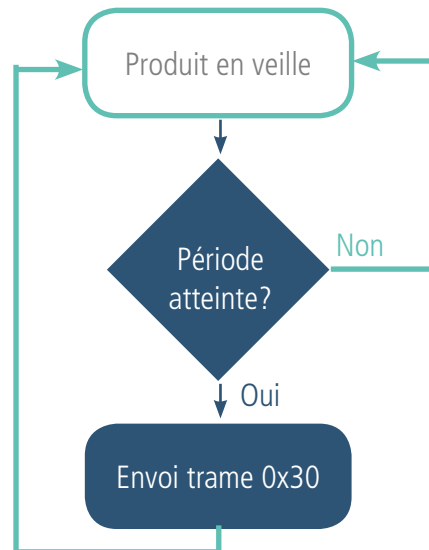 Produit en veille
Période
atteinte?
Non
Oui
Envoi trame 0x30